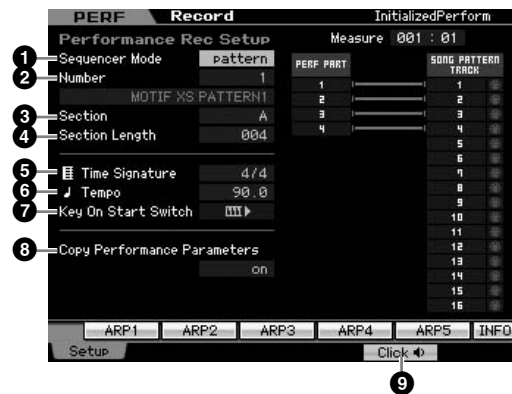 PERF Record InitializedPerform
Performance Rec Setup Measure 001 : 01
1 Sequencer Mode pattern
2 Number 1
MOTIF XS PATTERN1
3 Section A
4 Section Length 004
5 Time Signature 4/4
6 Tempo 90.0
7 Key On Start Switch
8 Copy Performance Parameters
on
PERF PART SONG PATTERN
TRACK
1 1
2 2
3 3
4 4
5
6
7
8
9
10
11
12
13
14
15
16
ARP1 ARP2 ARP3 ARP4 ARP5 INFO
Setup Click
9